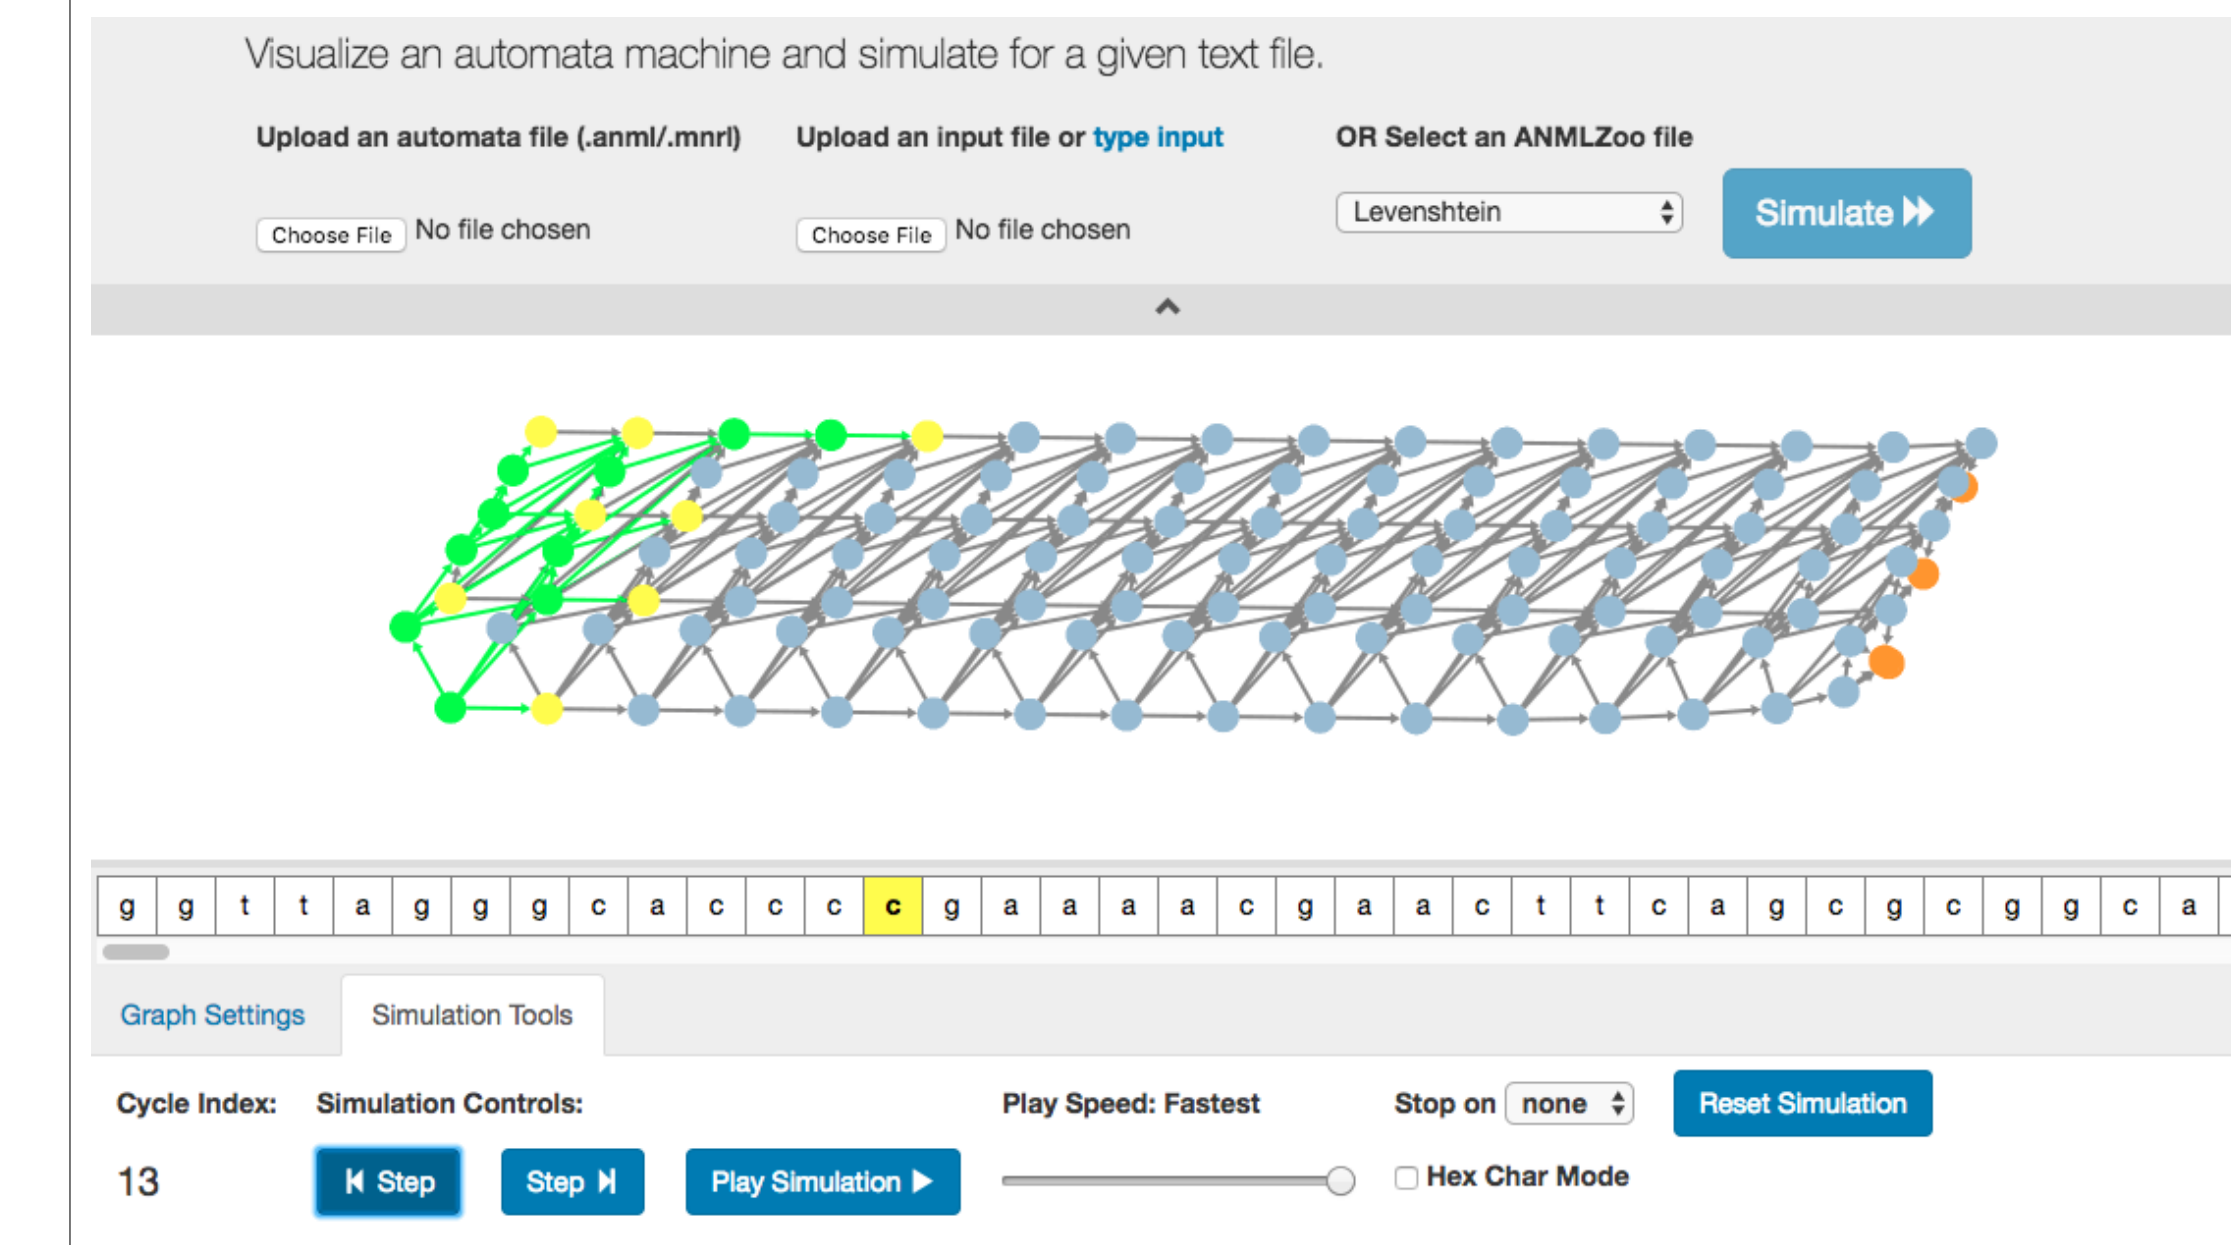 Visualize an automata machine and simulate for a given text file.
Upload an automata file (.anml/.mnrl) Upload an input file or type input OR Select an ANMLZoo file
Choose File No file chosen Choose File No file chosen Levenshtein Simulate
g g t t a g g g c a c c c c g a a a a c g a a c t t c a g c g c g g c a
Graph Settings Simulation Tools
Cycle Index: Simulation Controls: Play Speed: Fastest Stop on none Reset Simulation
13 Step Step Play Simulation Hex Char Mode